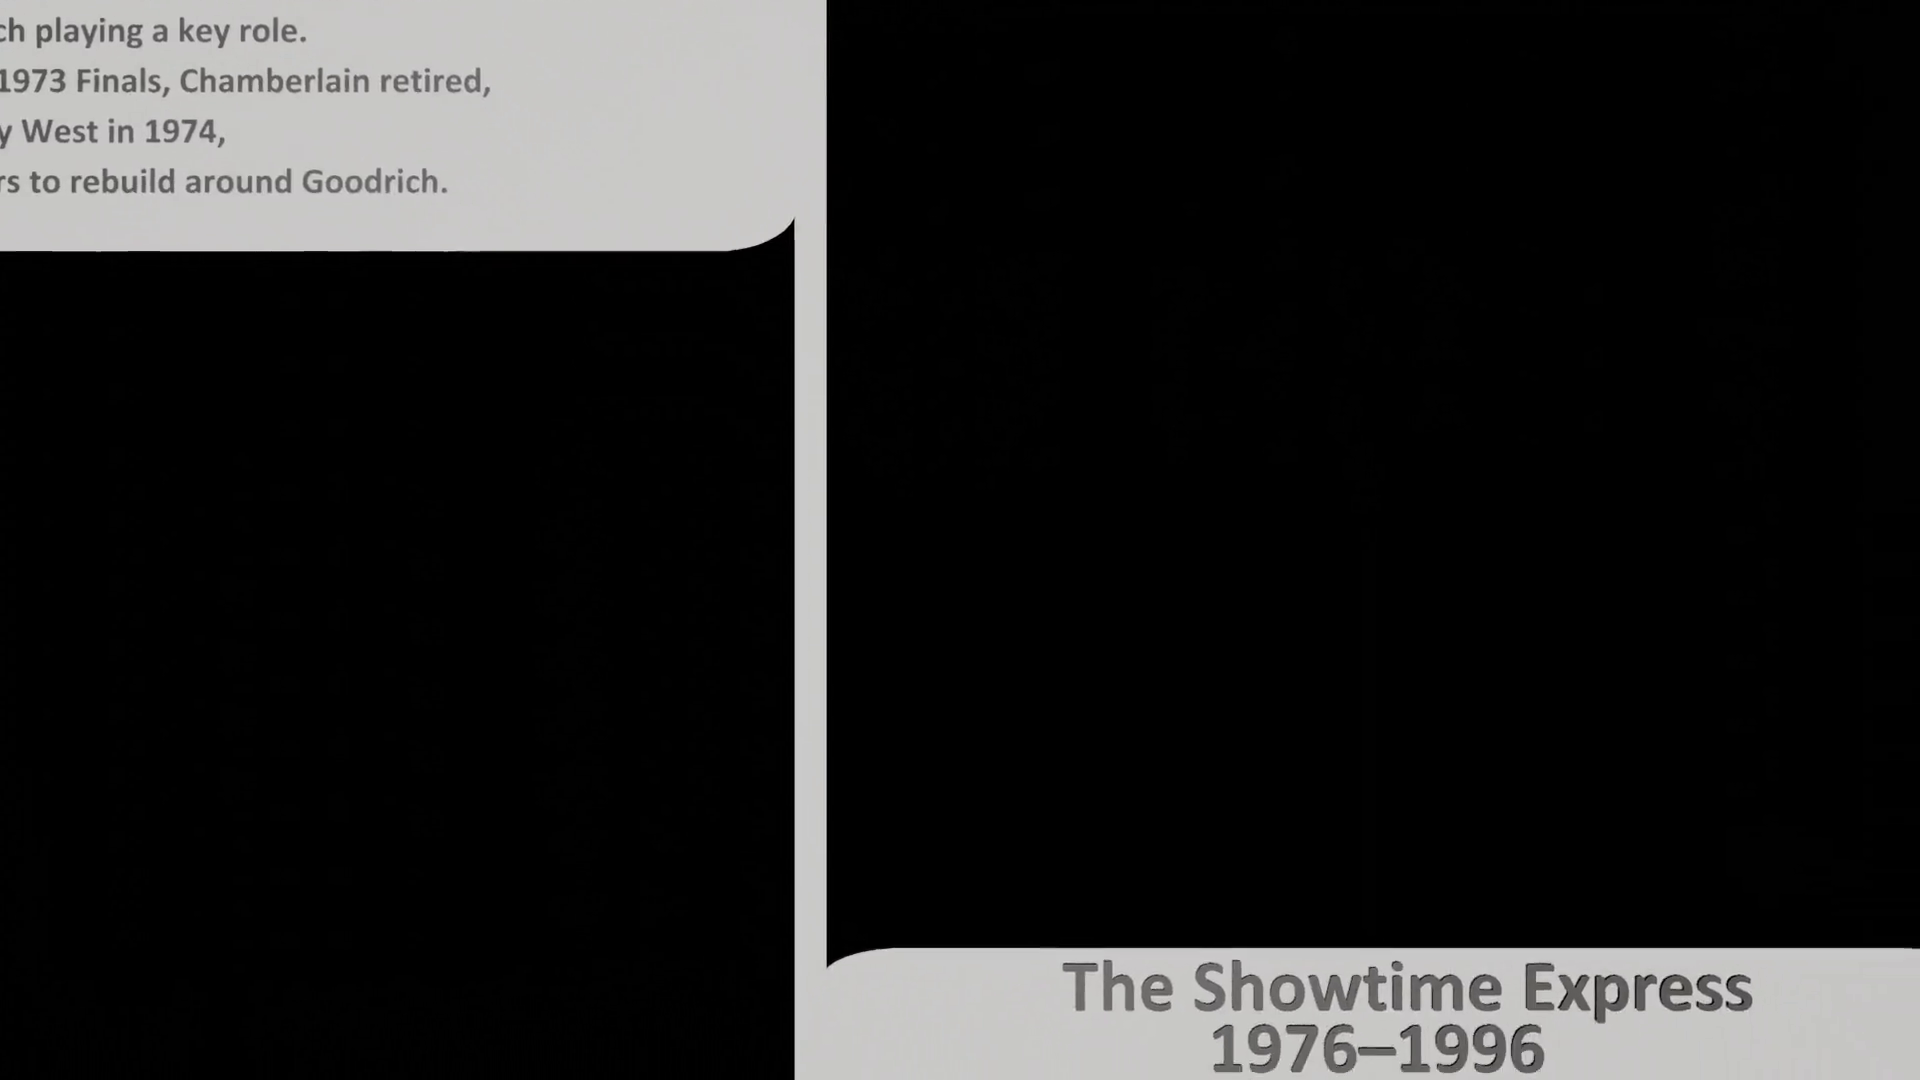 ch playing a key role.
1973 Finals, Chamberlain retired,
y West in 1974,
rs to rebuild around Goodrich.
The Showtime Express
1976–1996